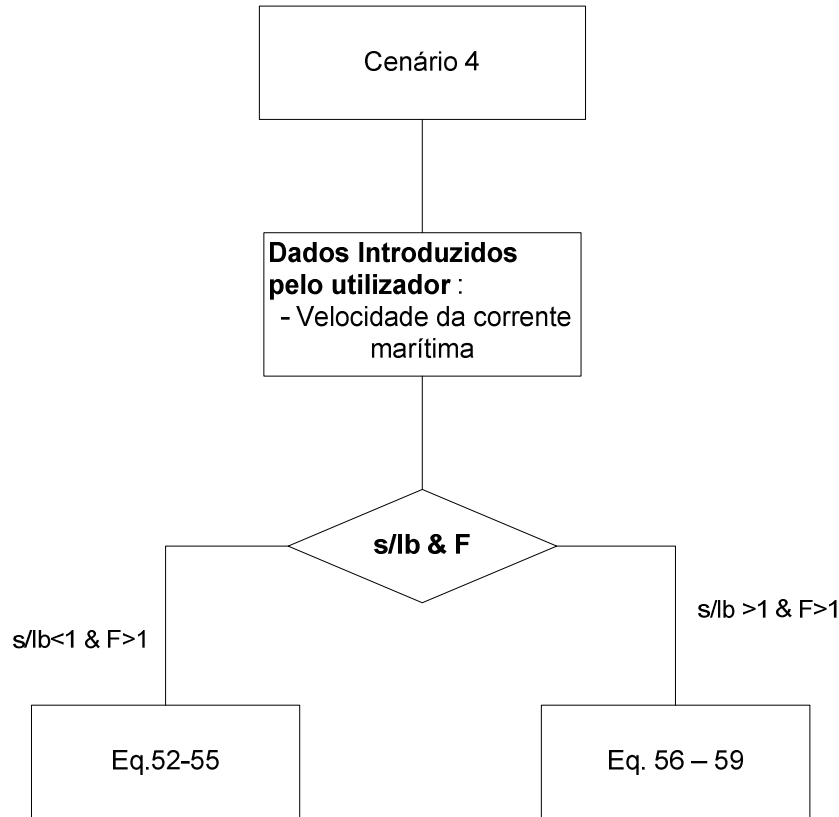 Cenário 4
Dados Introduzidos
pelo utilizador :
- Velocidade da corrente
marítima
s/lb & F
s/lb<1 & F>1
s/lb >1 & F>1
Eq.52-55
Eq. 56 – 59